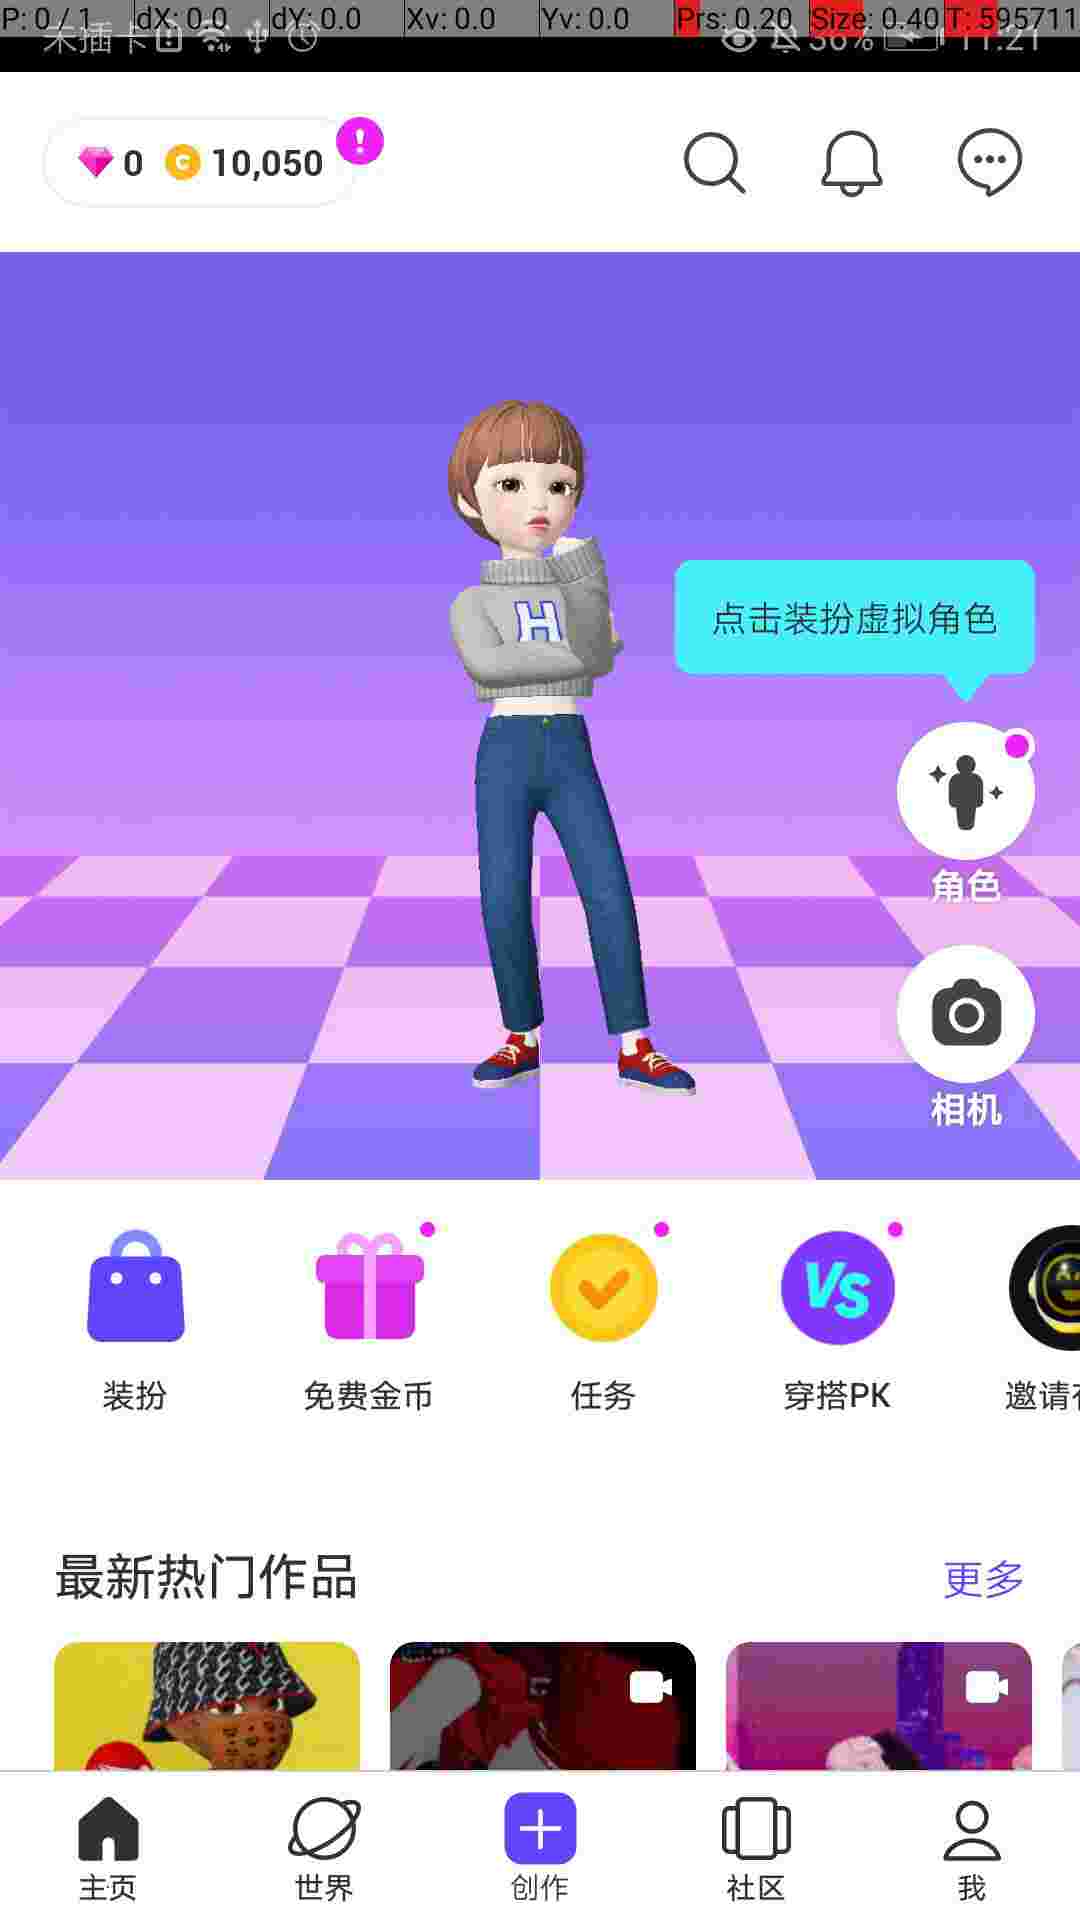 P: 0 / 1 dX: 0.0 dY: 0.0 Xv: 0.0 Yv: 0.0 Prs: 0.20 Size: 0.40 T: 595711
未插卡 36% 11:21
0 10,050
H
点击装扮虚拟角色
角色
相机
VS
装扮 免费金币 任务 穿搭PK 邀请
最新热门作品 更多
主页 世界 创作 社区 我